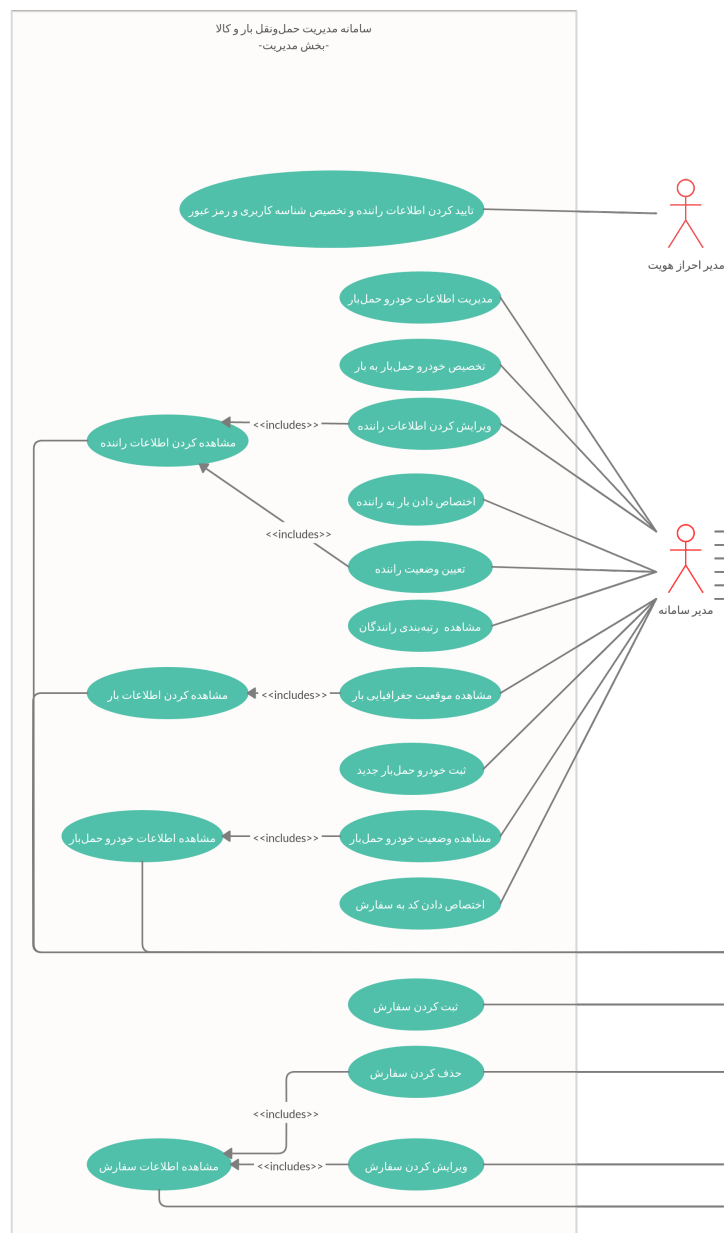 سامانه مدیریت حمل‌ونقل بار و کالا
-بخش مدیریت-
تایید کردن اطلاعات راننده و تخصیص شناسه کاربری و رمز عبور
مدیر احراز هویت
مدیریت اطلاعات خودرو حمل‌بار
تخصیص خودرو حمل‌بار به بار
ویرایش کردن اطلاعات راننده
<<includes>>
مشاهده کردن اطلاعات راننده
اختصاص دادن بار به راننده
<<includes>>
تعیین وضعیت راننده
مدیر سامانه
مشاهده رتبه‌بندی رانندگان
مشاهده موقعیت جغرافیایی بار
<<includes>>
مشاهده کردن اطلاعات بار
ثبت خودرو حمل‌بار جدید
مشاهده وضعیت خودرو حمل‌بار
<<includes>>
مشاهده اطلاعات خودرو حمل‌بار
اختصاص دادن کد به سفارش
ثبت کردن سفارش
حذف کردن سفارش
<<includes>>
ویرایش کردن سفارش
<<includes>>
مشاهده اطلاعات سفارش